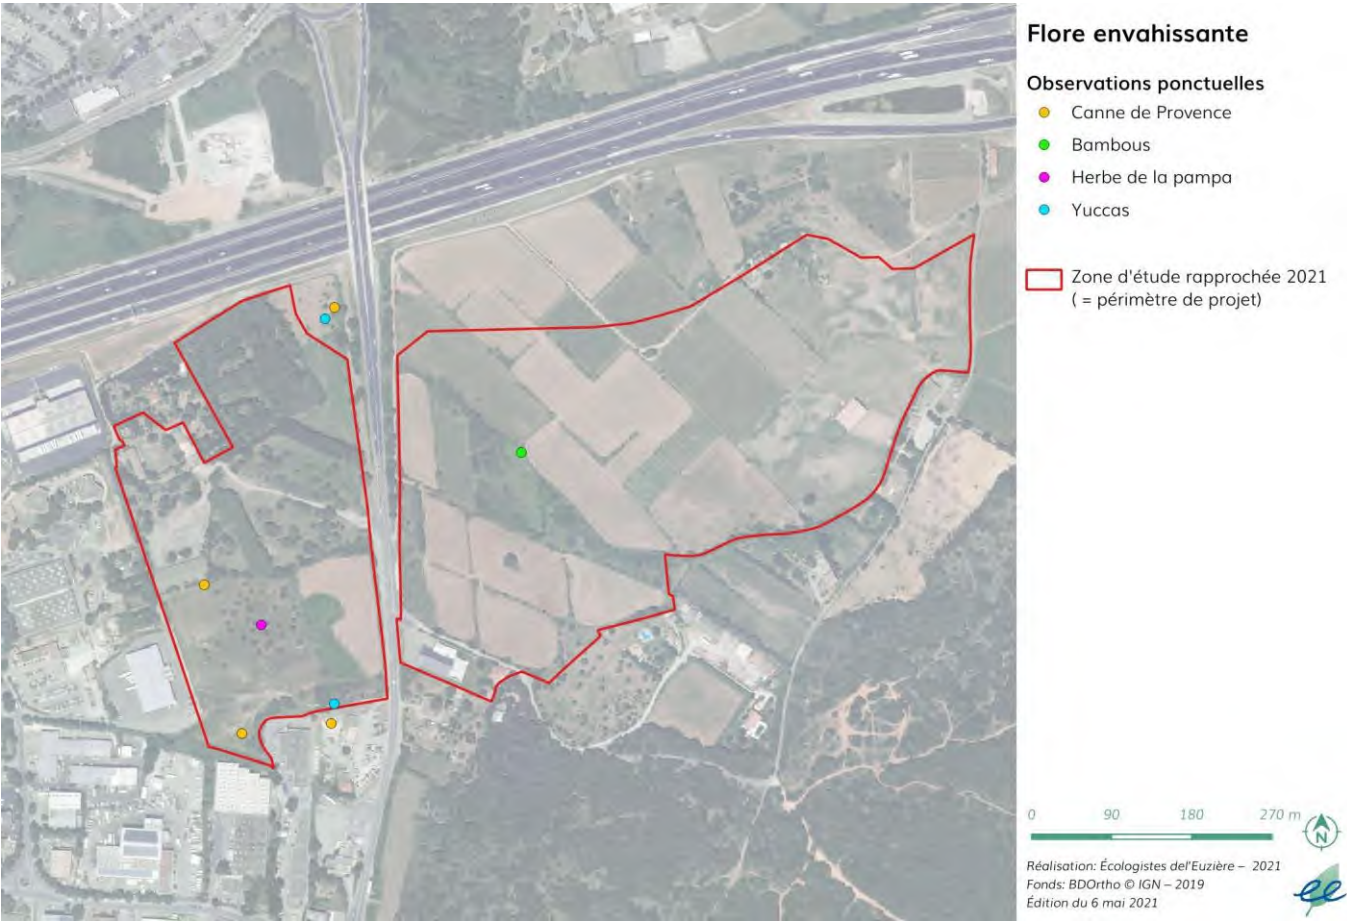 Flore envahissante
Observations ponctuelles
Canne de Provence
Bambous
Herbe de la pampa
Yuccas
Zone d'étude rapprochée 2021
( = périmètre de projet)
0 90 180 270 m
N
Réalisation: Écologistes del'Euzière – 2021
Fonds: BDOrtho © IGN – 2019
Édition du 6 mai 2021
ee